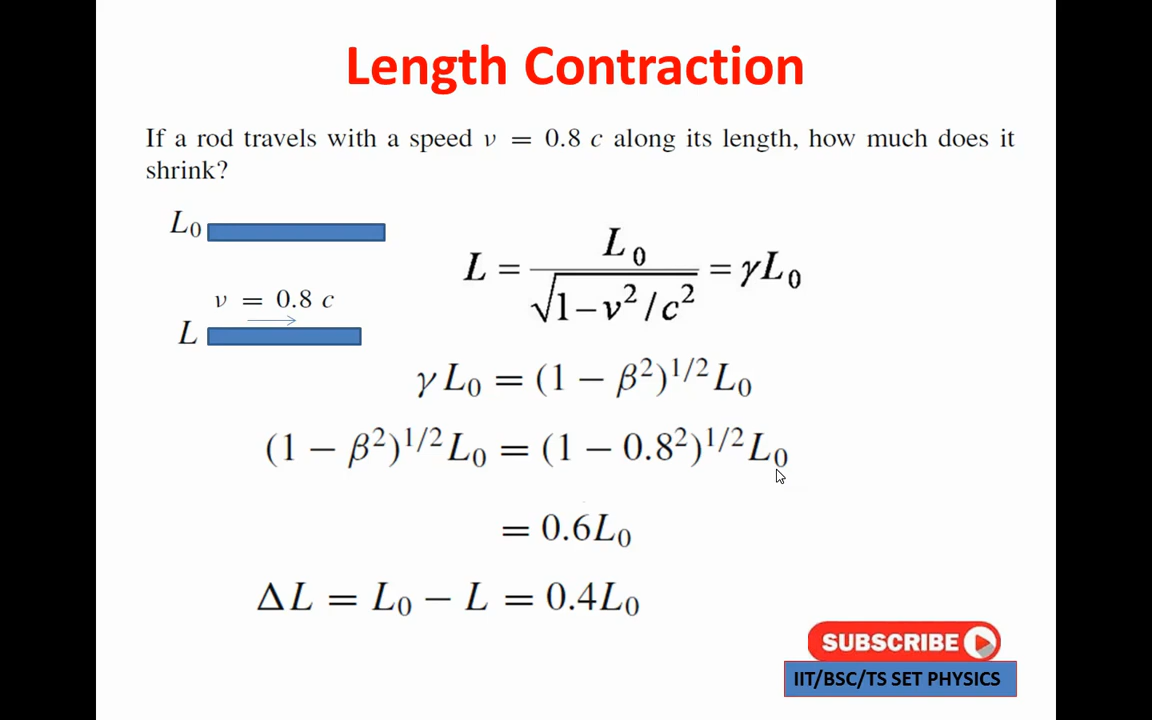 Length Contraction
If a rod travels with a speed ν = 0.8 c along its length, how much does it
shrink?
L₀
L = L₀ / √1−v²/c² = γL₀
ν = 0.8 c
L
γ L₀ = (1 − β²)^1/2 L₀
(1 − β²)^1/2 L₀ = (1 − 0.8²)^1/2 L₀
= 0.6L₀
ΔL = L₀ − L = 0.4L₀
SUBSCRIBE
IIT/BSC/TS SET PHYSICS